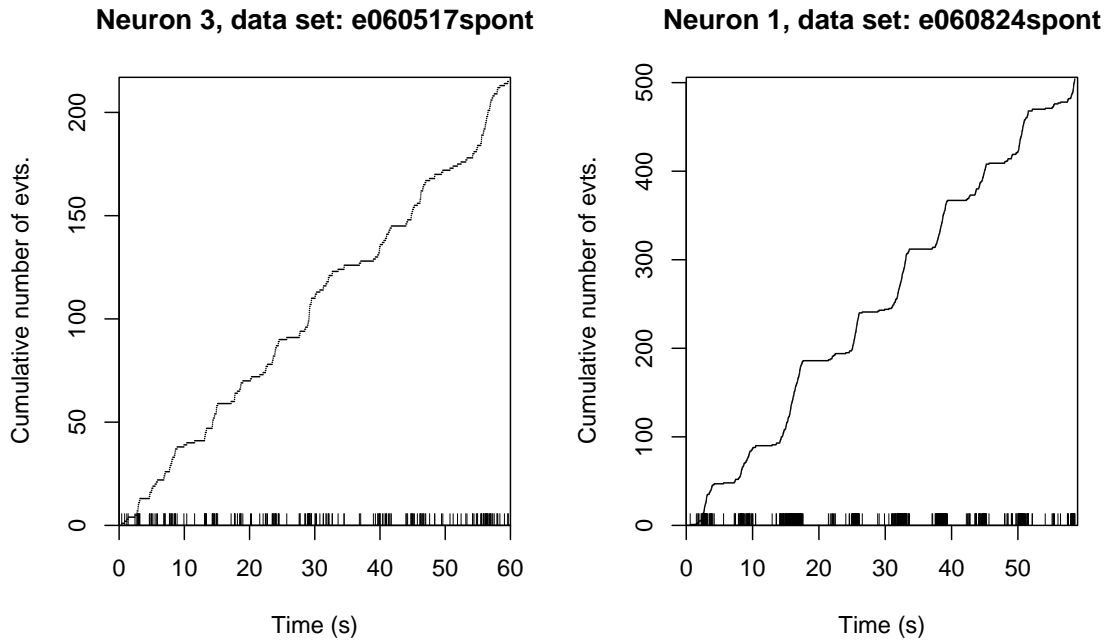 Neuron 3, data set: e060517spont
Cumulative number of evts.
200
150
100
50
0
0 10 20 30 40 50 60
Time (s)
Neuron 1, data set: e060824spont
Cumulative number of evts.
500
400
300
200
100
0
0 10 20 30 40 50
Time (s)